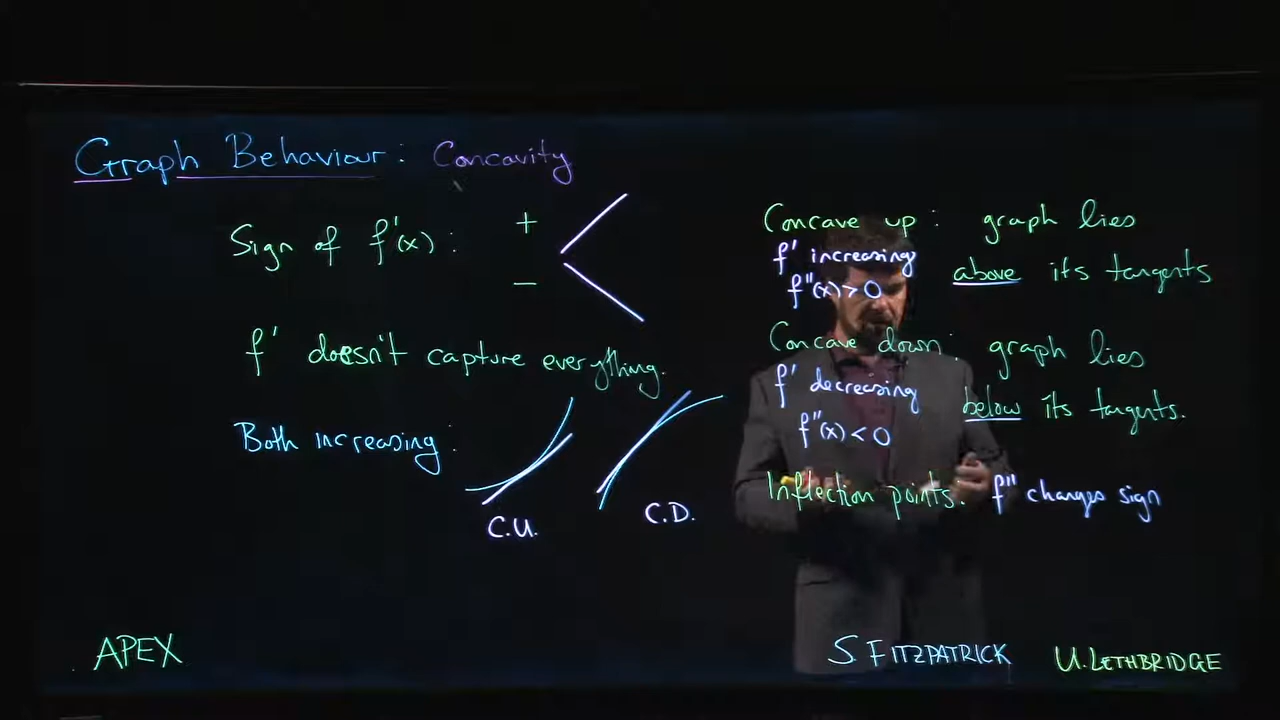 Graph Behaviour: Concavity
Sign of f'(x): +
−
f' doesn't capture everything.
Both increasing:
C.U. C.D.
Concave up: graph lies
above its tangents
f' increasing
f"(x) > 0
Concave down: graph lies
below its tangents.
f' decreasing
f"(x) < 0
Inflection points: f" changes sign
APEX
S. FITZPATRICK
U. LETHBRIDGE